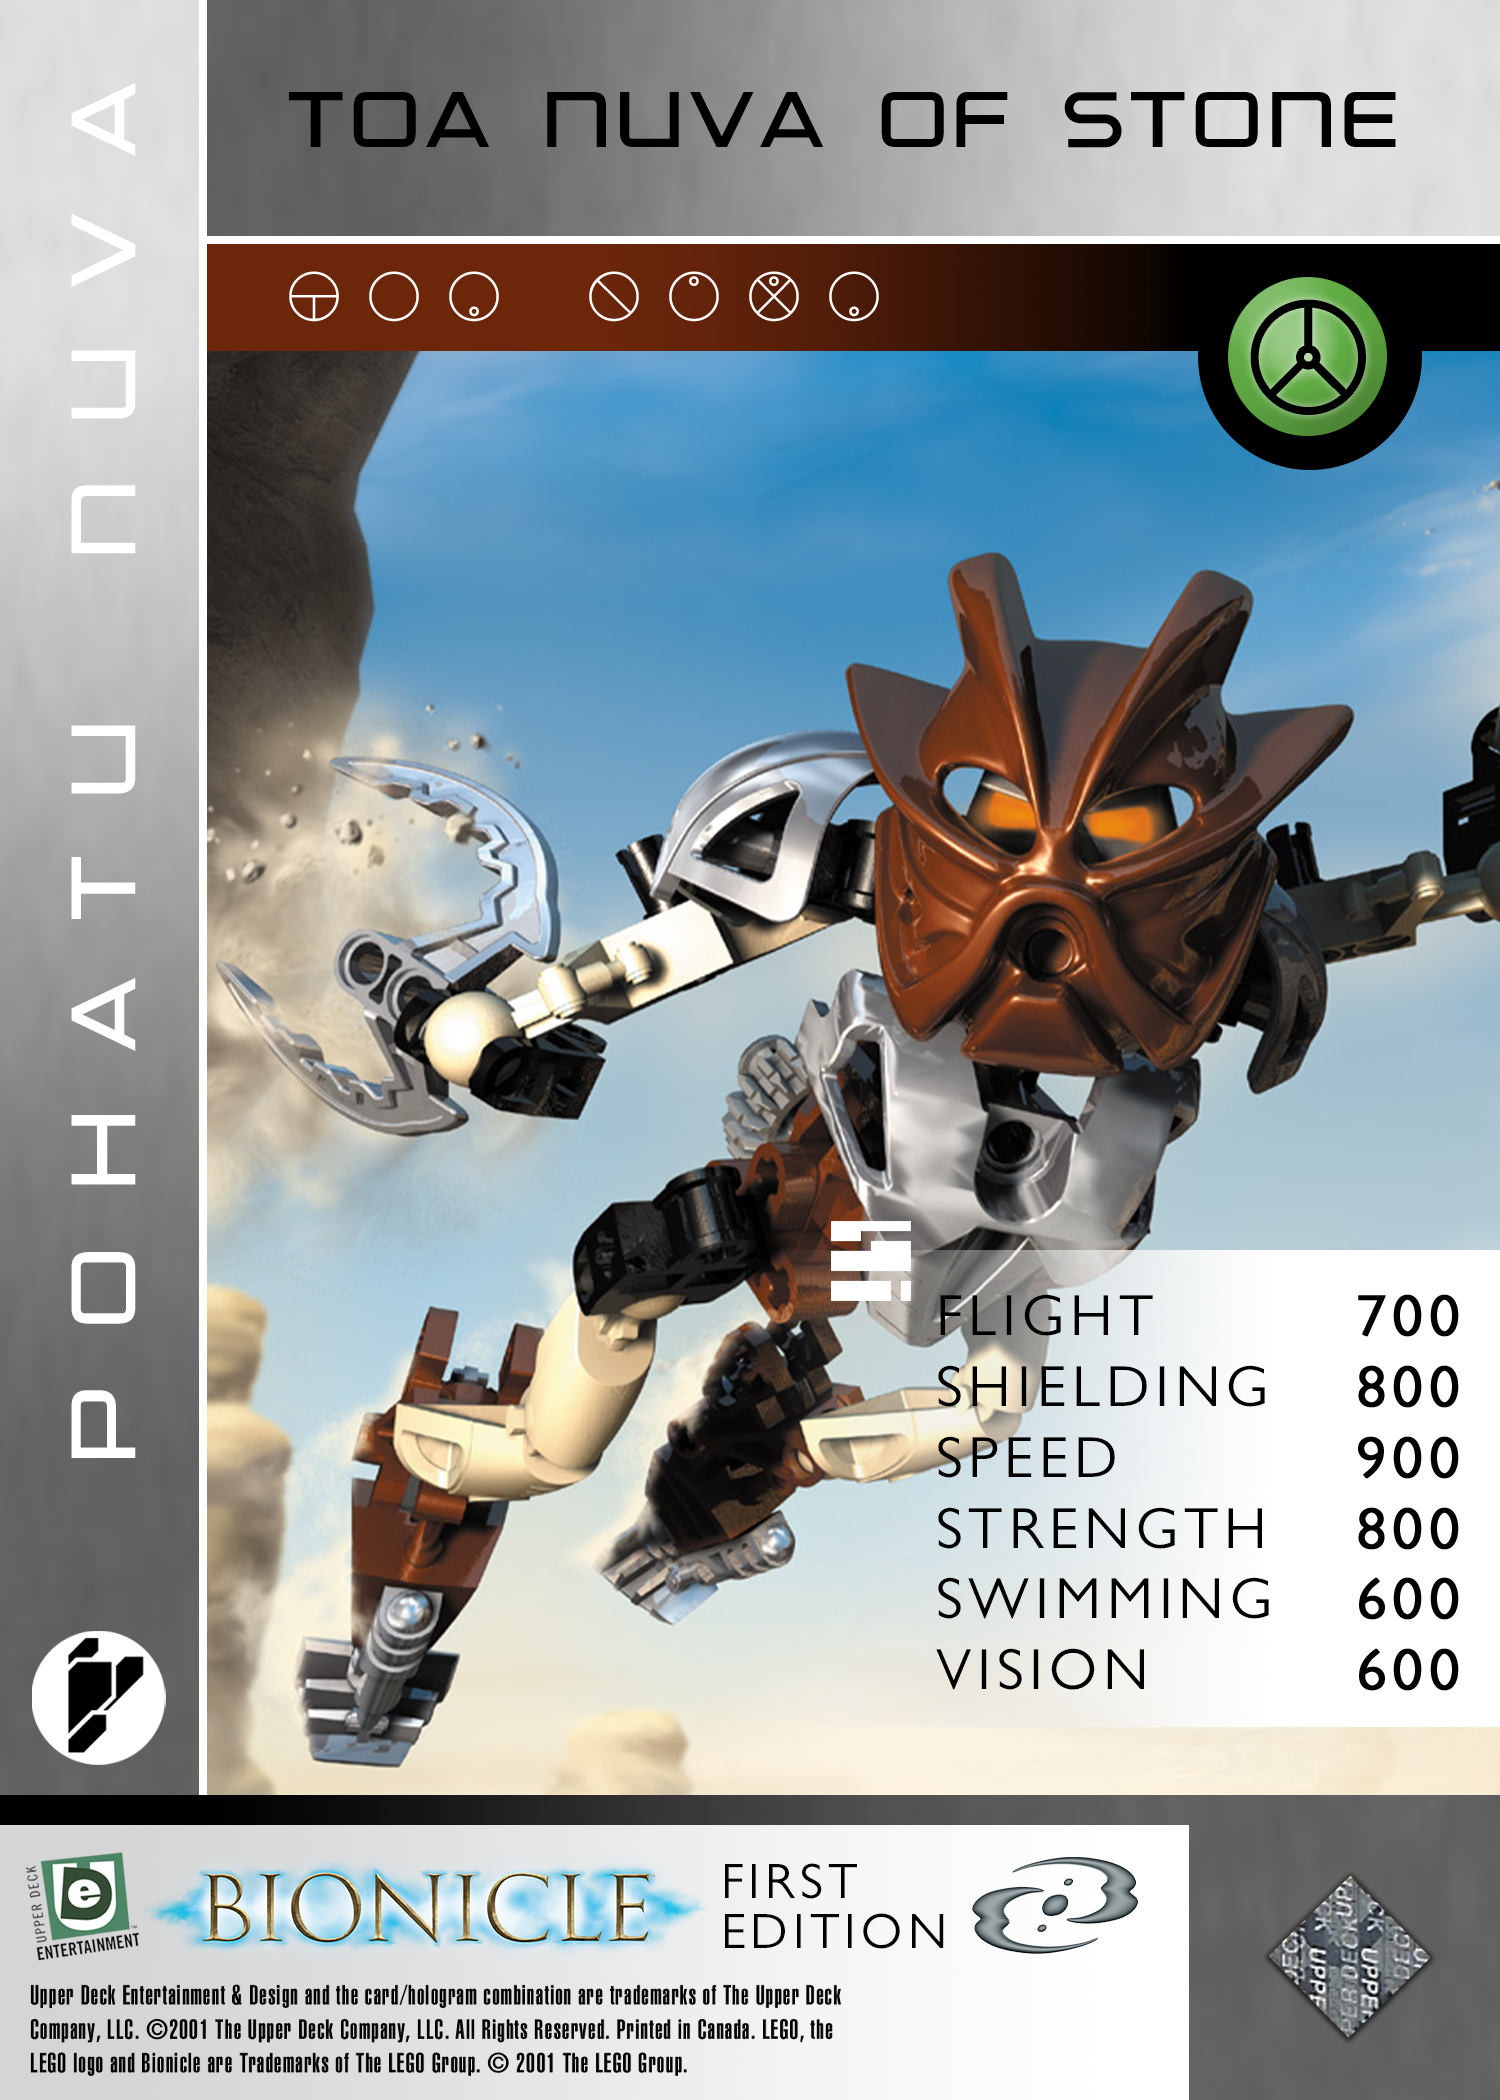 TOA NUVA OF STONE
POHATU NUVA
FLIGHT 700
SHIELDING 800
SPEED 900
STRENGTH 800
SWIMMING 600
VISION 600
UPPER DECK
e
ENTERTAINMENT
BIONICLE
FIRST
EDITION
Upper Deck Entertainment & Design and the card/hologram combination are trademarks of The Upper Deck
Company, LLC. ©2001 The Upper Deck Company, LLC. All Rights Reserved. Printed in Canada. LEGO, the
LEGO logo and Bionicle are Trademarks of The LEGO Group. © 2001 The LEGO Group.